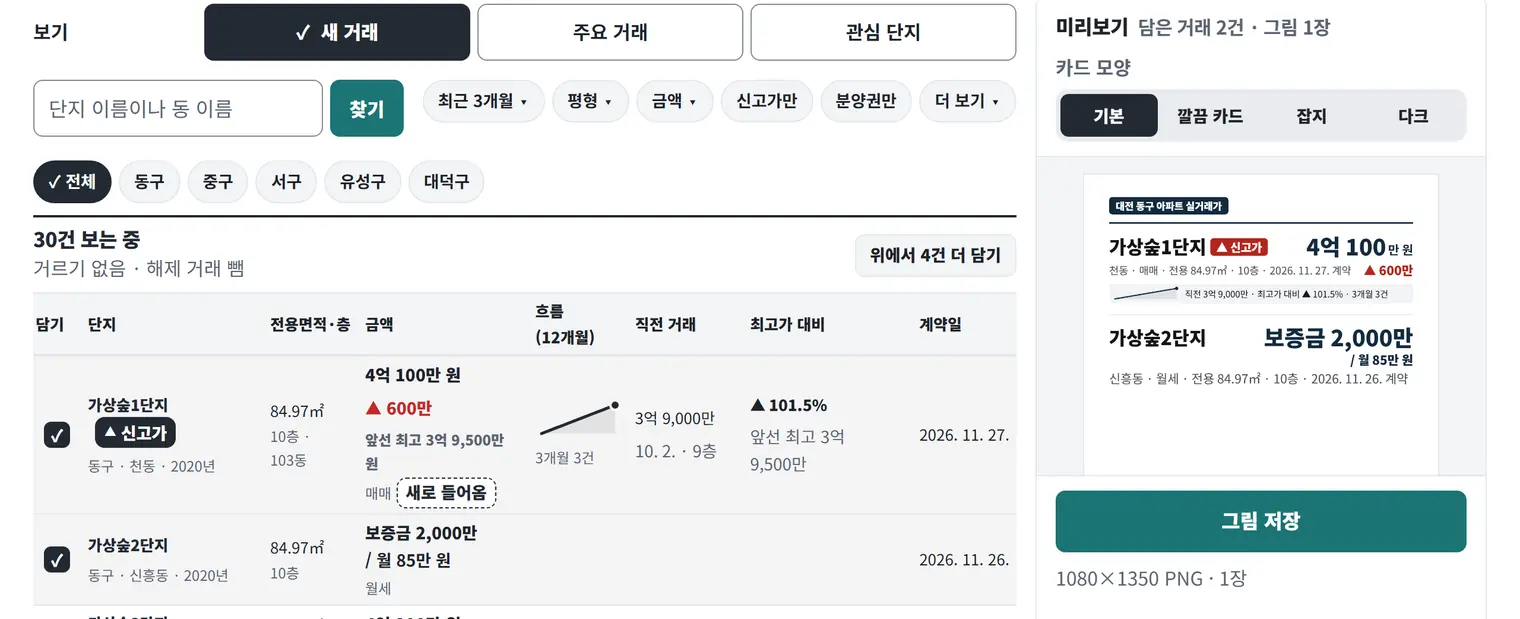 보기
✓ 새 거래
주요 거래
관심 단지
단지 이름이나 동 이름
찾기
최근 3개월 ▾
평형 ▾
금액 ▾
신고가만
분양권만
더 보기 ▾
✓ 전체
동구
중구
서구
유성구
대덕구
30건 보는 중
거르기 없음 · 해제 거래 뺌
위에서 4건 더 담기
담기
단지
전용면적·층
금액
흐름
(12개월)
직전 거래
최고가 대비
계약일
가상숲1단지
▲ 신고가
동구 · 천동 · 2020년
84.97㎡
10층 ·
103동
4억 100만 원
▲ 600만
앞선 최고 3억 9,500만
원
매매 새로 들어옴
3개월 3건
3억 9,000만
10. 2. · 9층
▲ 101.5%
앞선 최고 3억
9,500만
2026. 11. 27.
가상숲2단지
동구 · 신흥동 · 2020년
84.97㎡
10층
보증금 2,000만
/ 월 85만 원
월세
2026. 11. 26.
미리보기 담은 거래 2건 · 그림 1장
카드 모양
기본
깔끔 카드
잡지
다크
대전 동구 아파트 실거래가
가상숲1단지 ▲ 신고가 4억 100만 원
천동 · 매매 · 전용 84.97㎡ · 10층 · 2026. 11. 27. 계약 ▲ 600만
직전 3억 9,000만 · 최고가 대비 ▲ 101.5% · 3개월 3건
가상숲2단지 보증금 2,000만
/ 월 85만 원
신흥동 · 월세 · 전용 84.97㎡ · 10층 · 2026. 11. 26. 계약
그림 저장
1080×1350 PNG · 1장